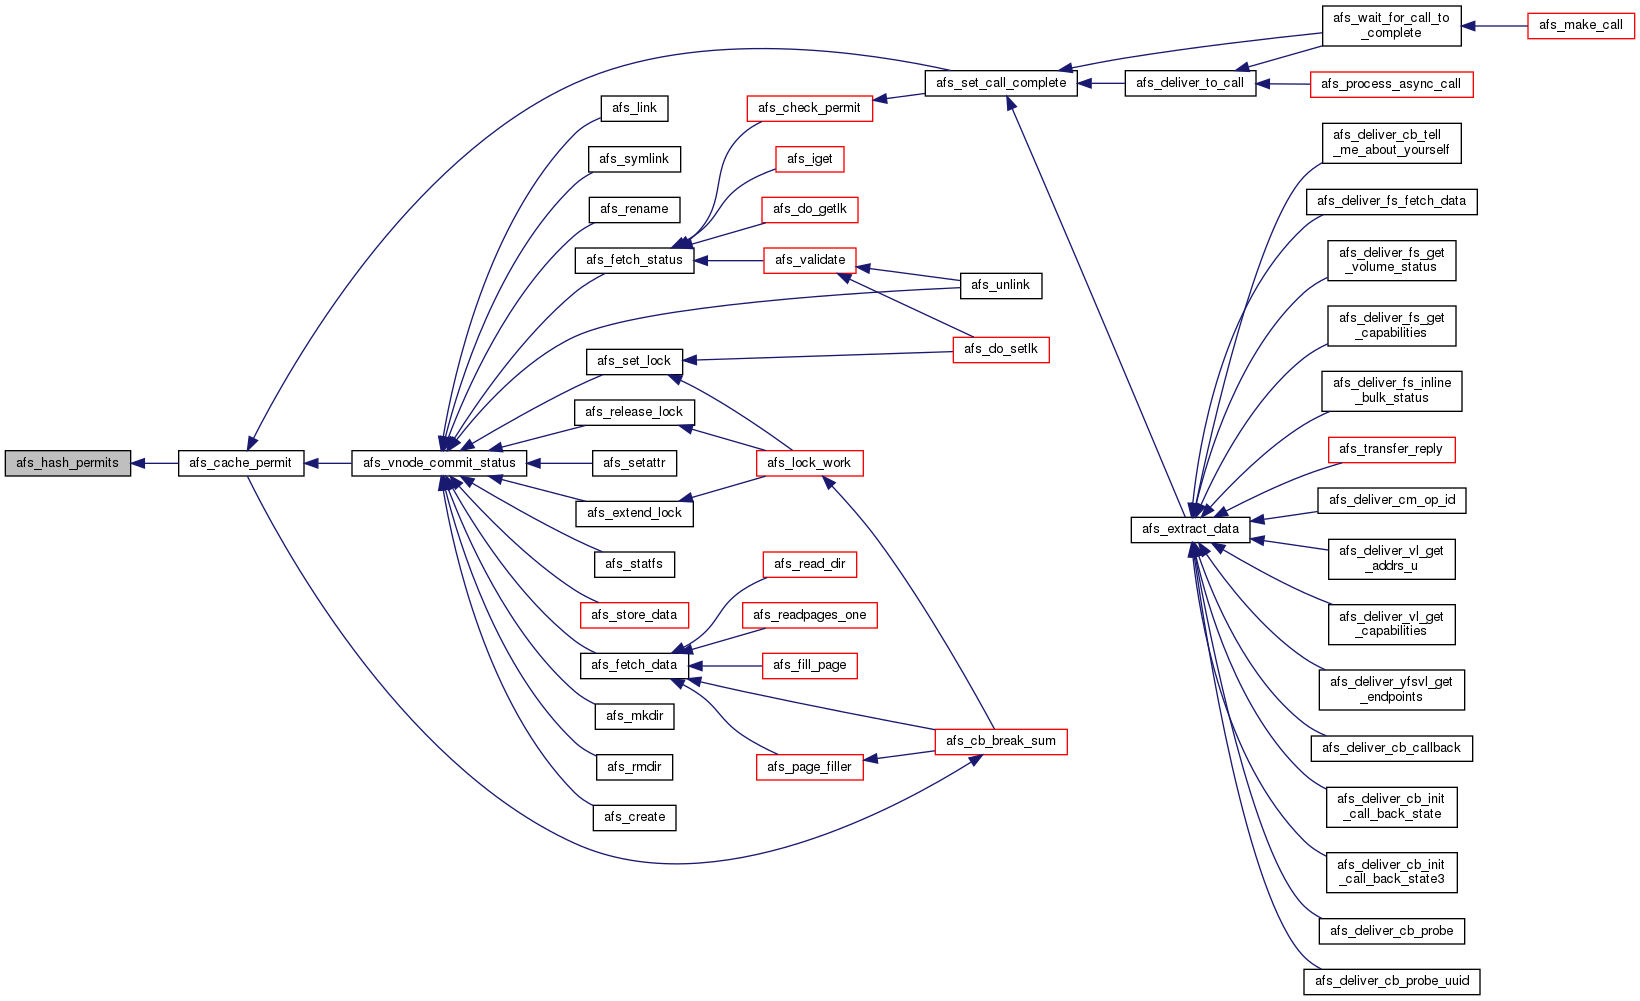 afs_hash_permits
afs_cache_permit
afs_vnode_commit_status
afs_link
afs_symlink
afs_rename
afs_fetch_status
afs_set_lock
afs_release_lock
afs_setattr
afs_extend_lock
afs_statfs
afs_store_data
afs_fetch_data
afs_mkdir
afs_rmdir
afs_create
afs_check_permit
afs_iget
afs_do_getlk
afs_validate
afs_lock_work
afs_read_dir
afs_readpages_one
afs_fill_page
afs_page_filler
afs_set_call_complete
afs_unlink
afs_do_setlk
afs_cb_break_sum
afs_deliver_to_call
afs_extract_data
afs_wait_for_call_to
_complete
afs_process_async_call
afs_deliver_cb_tell
_me_about_yourself
afs_deliver_fs_fetch_data
afs_deliver_fs_get
_volume_status
afs_deliver_fs_get
_capabilities
afs_deliver_fs_inline
_bulk_status
afs_transfer_reply
afs_deliver_cm_op_id
afs_deliver_vl_get
_addrs_u
afs_deliver_vl_get
_capabilities
afs_deliver_yfsvl_get
_endpoints
afs_deliver_cb_callback
afs_deliver_cb_init
_call_back_state
afs_deliver_cb_init
_call_back_state3
afs_deliver_cb_probe
afs_deliver_cb_probe_uuid
afs_make_call